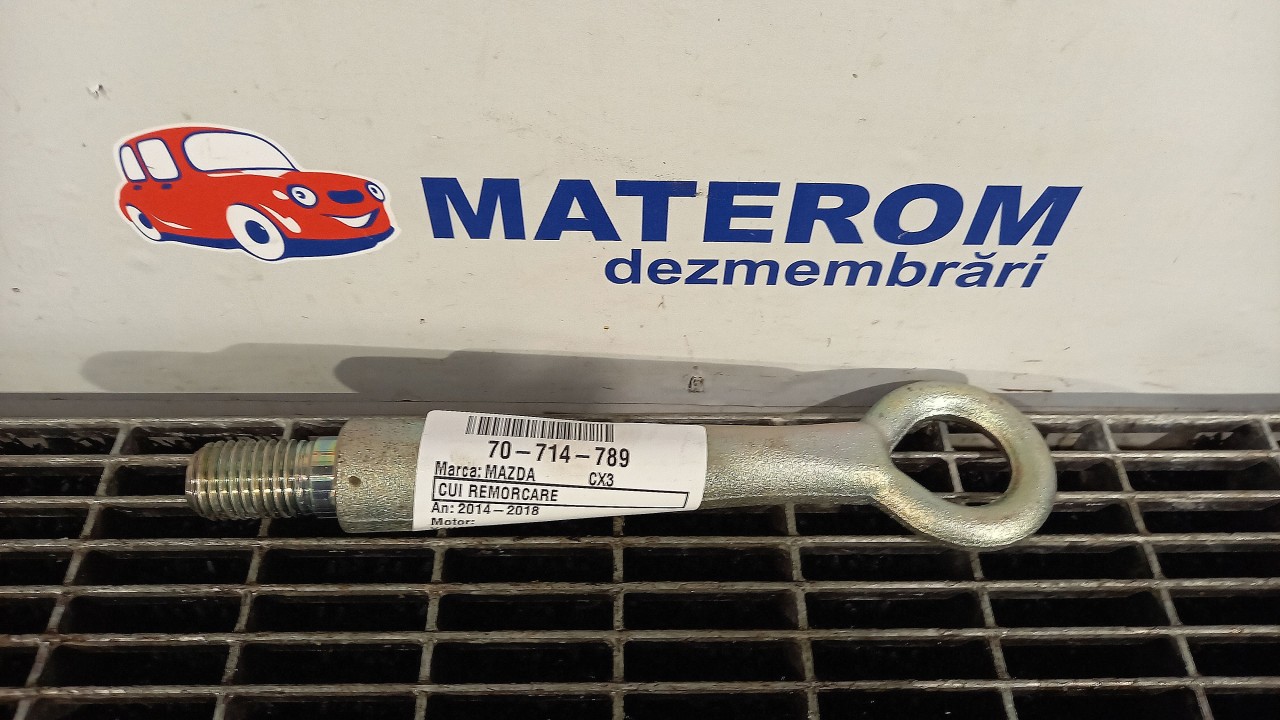 MATEROM
dezmembrări
70-714-789
Marca: MAZDA CX3
CUI REMORCARE
An: 2014-2018
Motor: